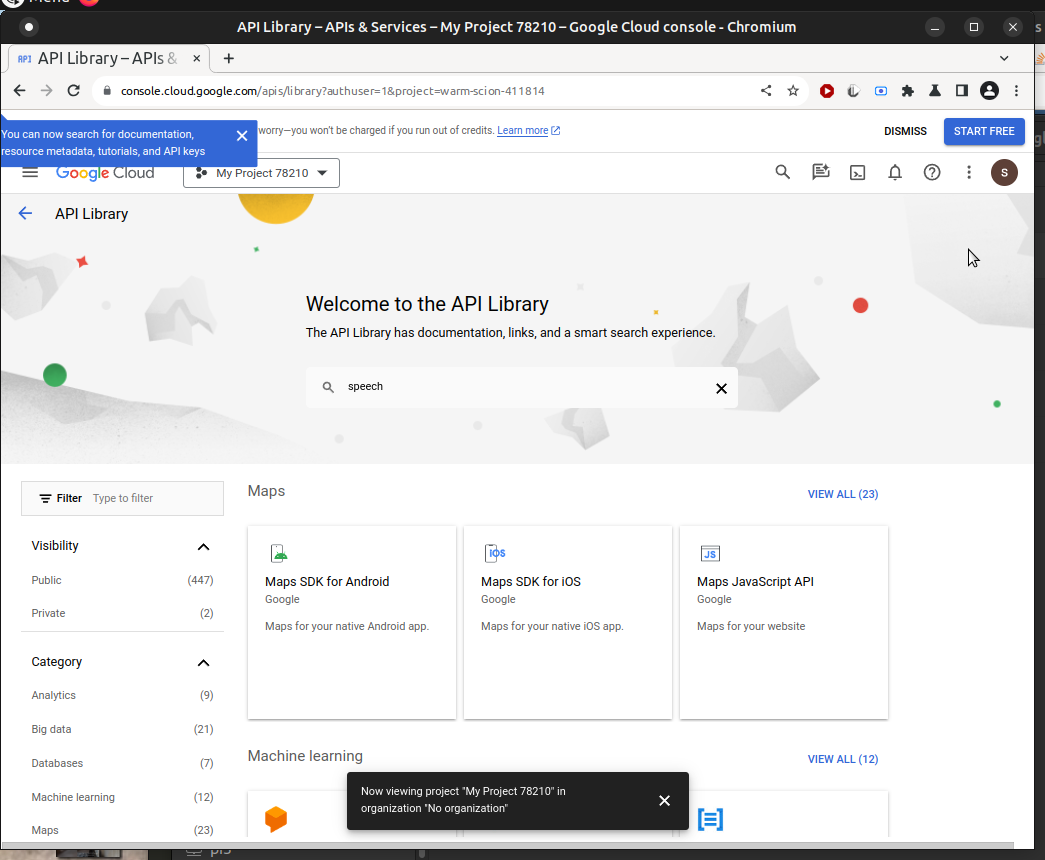 Menu
API Library – APIs & Services – My Project 78210 – Google Cloud console - Chromium
API Library – APIs &
console.cloud.google.com/apis/library?authuser=1&project=warm-scion-411814
You can now search for documentation,
resource metadata, tutorials, and API keys
worry—you won't be charged if you run out of credits. Learn more
DISMISS
START FREE
Google Cloud
My Project 78210
S
API Library
Welcome to the API Library
The API Library has documentation, links, and a smart search experience.
speech
Filter Type to filter
Visibility
Public (447)
Private (2)
Category
Analytics (9)
Big data (21)
Databases (7)
Machine learning (12)
Maps (23)
Maps
VIEW ALL (23)
Maps SDK for Android
Google
Maps for your native Android app.
iOS
Maps SDK for iOS
Google
Maps for your native iOS app.
JS
Maps JavaScript API
Google
Maps for your website
Machine learning
VIEW ALL (12)
Now viewing project "My Project 78210" in
organization "No organization"